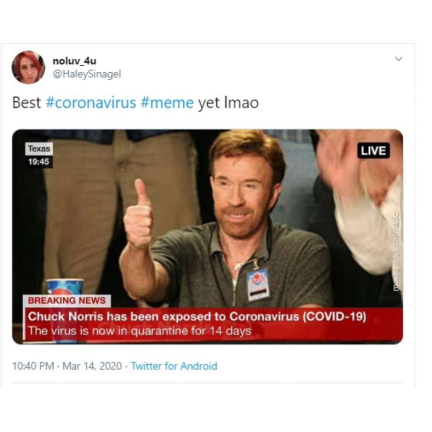 noluv_4u
@HaleySinagel
Best #coronavirus #meme yet lmao
Texas
19:45
LIVE
BREAKING NEWS
Chuck Norris has been exposed to Coronavirus (COVID-19)
The virus is now in quarantine for 14 days
10:40 PM · Mar 14, 2020 · Twitter for Android